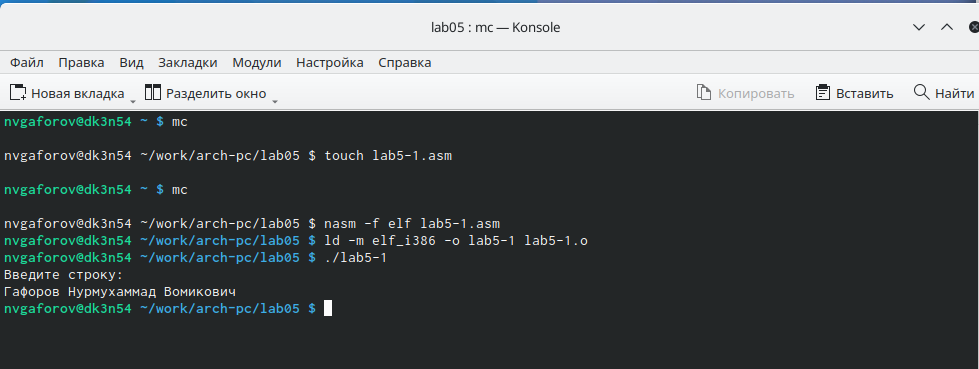 lab05 : mc — Konsole
Файл Правка Вид Закладки Модули Настройка Справка
Новая вкладка Разделить окно Копировать Вставить Найти
nvgaforov@dk3n54 ~ $ mc
nvgaforov@dk3n54 ~/work/arch-pc/lab05 $ touch lab5-1.asm
nvgaforov@dk3n54 ~ $ mc
nvgaforov@dk3n54 ~/work/arch-pc/lab05 $ nasm -f elf lab5-1.asm
nvgaforov@dk3n54 ~/work/arch-pc/lab05 $ ld -m elf_i386 -o lab5-1 lab5-1.o
nvgaforov@dk3n54 ~/work/arch-pc/lab05 $ ./lab5-1
Введите строку:
Гафоров Нурмухаммад Вомикович
nvgaforov@dk3n54 ~/work/arch-pc/lab05 $